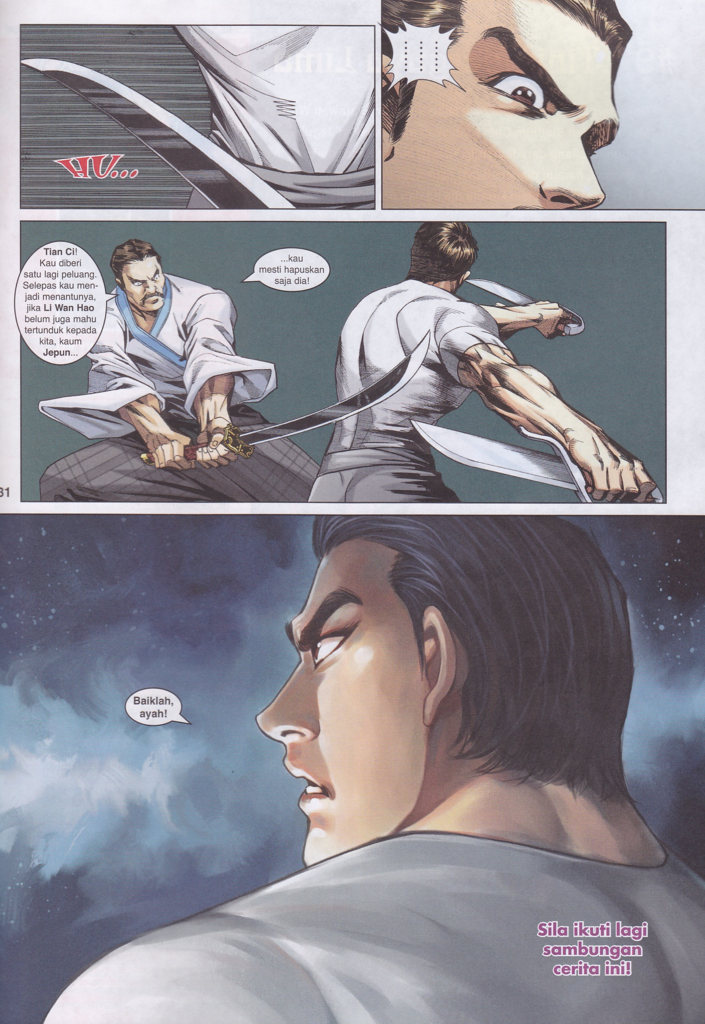 HU...
Tian Ci!
Kau diberi
satu lagi peluang.
Selepas kau men-
jadi menantunya,
jika Li Wan Hao
belum juga mahu
tertunduk kepada
kita, kaum
Jepun...
...kau
mesti hapuskan
saja dia!
31
Baiklah,
ayah!
Sila ikuti lagi
sambungan
cerita ini!